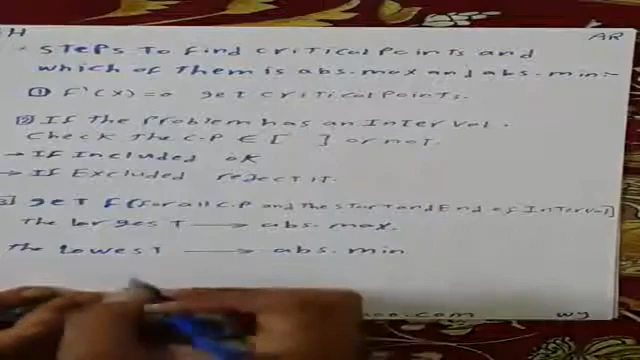 H
AR
steps to find critical points and
which of them is abs. max and abs. min:-
① F'(x)=0 get critical points.
② If the problem has an interval.
check the C.P ∈ [ ] or not.
→ If Included ok
→ If Excluded reject it.
3 get F(for all C.P and the start and End of Interval]
The largest → abs. max.
The Lowest → abs. min
.com